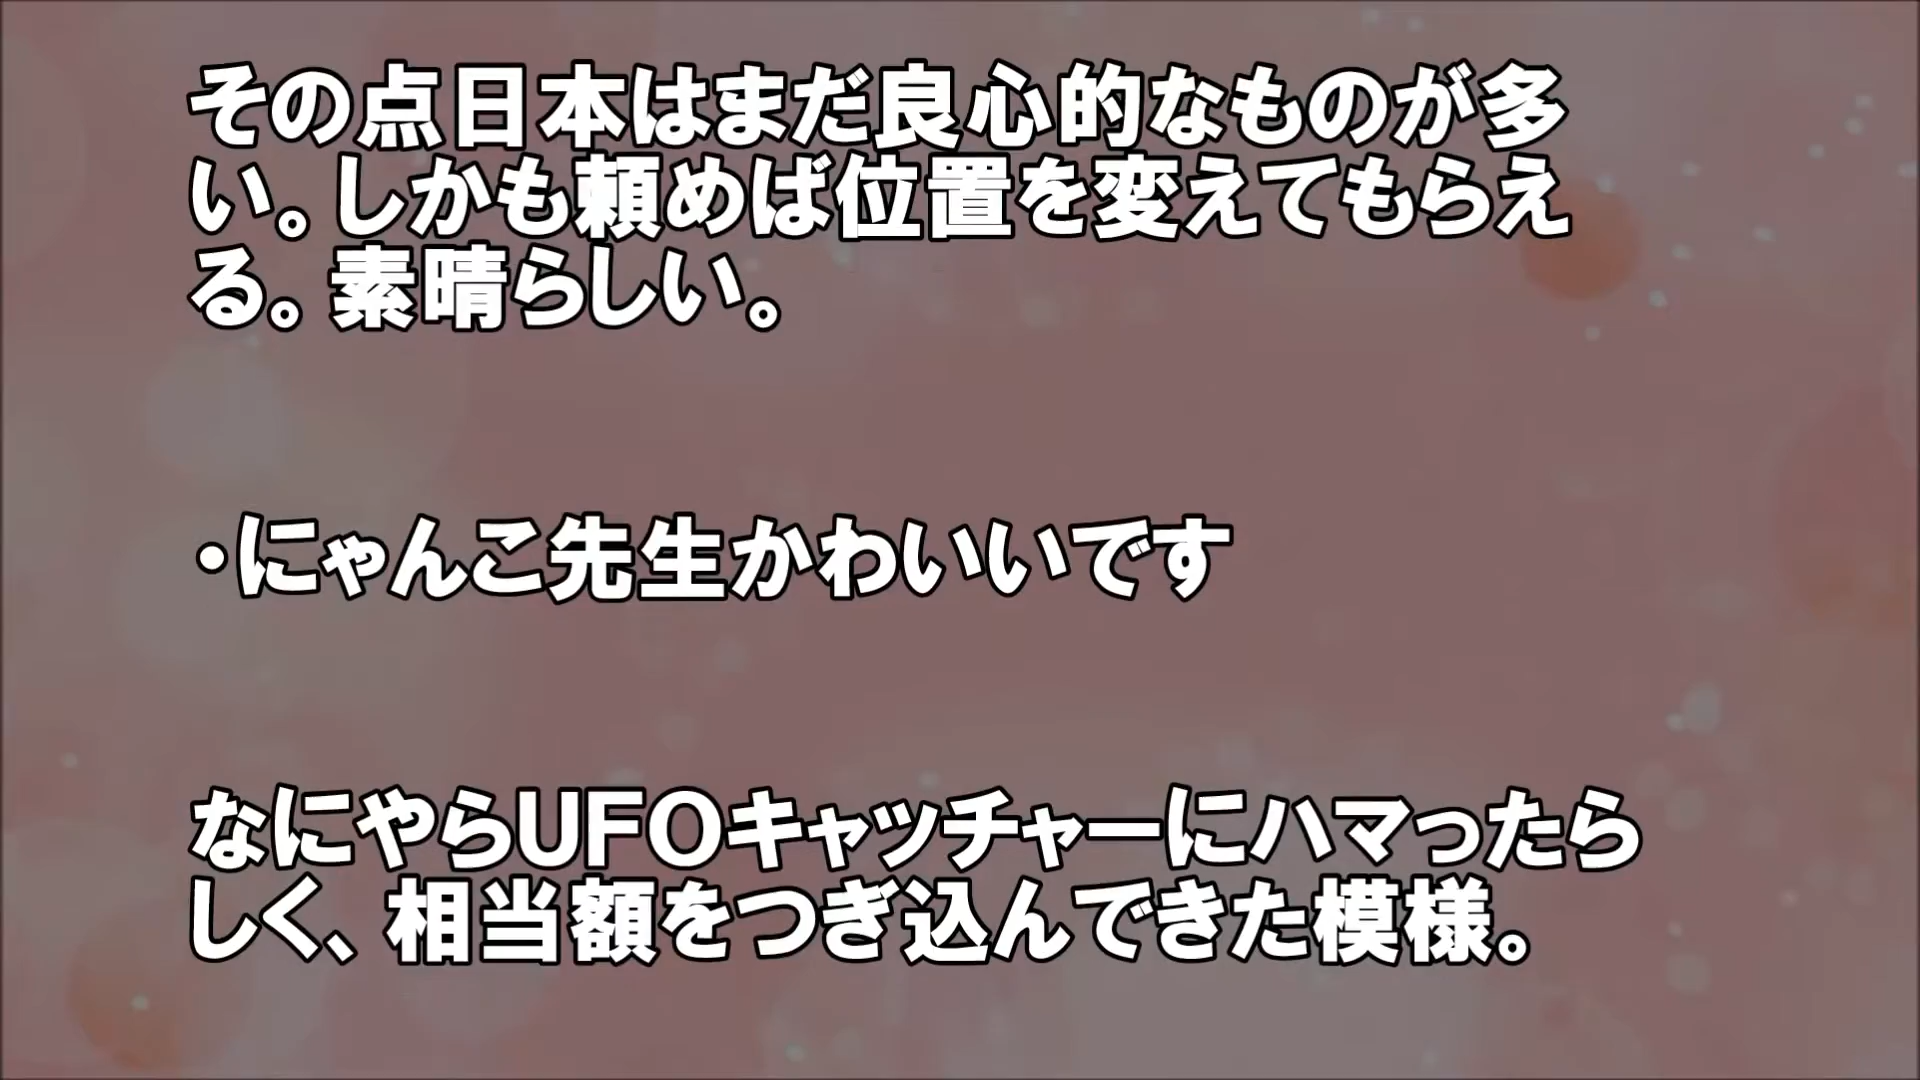 その点日本はまだ良心的なものが多
い。しかも頼めば位置を変えてもらえ
る。素晴らしい。
・にゃんこ先生かわいいです
なにやらUFOキャッチャーにハマったら
しく、相当額をつぎ込んできた模様。